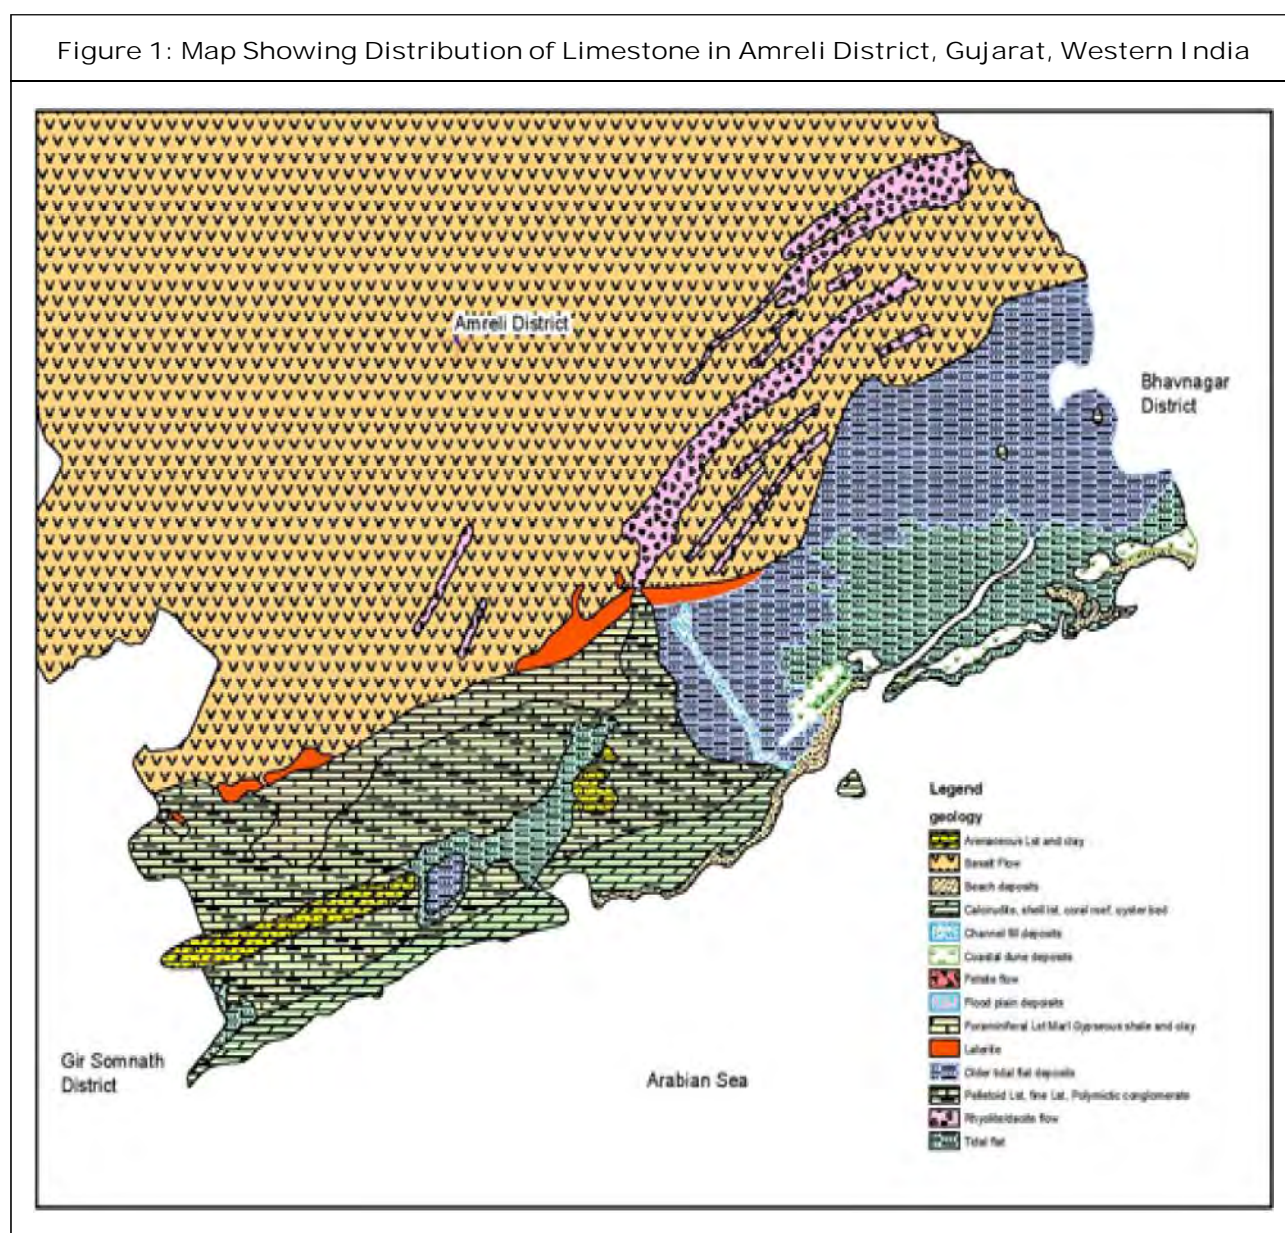 Figure 1: Map Showing Distribution of Limestone in Amreli District, Gujarat, Western India
Amreli District
Bhavnagar
District
Gir Somnath
District
Arabian Sea
Legend
geology
Arenaceous Lst and clay
Basalt Flow
Beach deposits
Calcirudite, shell lst, coral reef, oyster bed
Channel fill deposits
Coastal dune deposits
Felsite flow
Flood plain deposits
Foraminiferal Lst Marl Gypseous shale and clay
Laterite
Older tidal flat deposits
Pelletoid Lst, fine Lst, Polymictic conglomerate
Rhyolite/dacite flow
Tidal flat